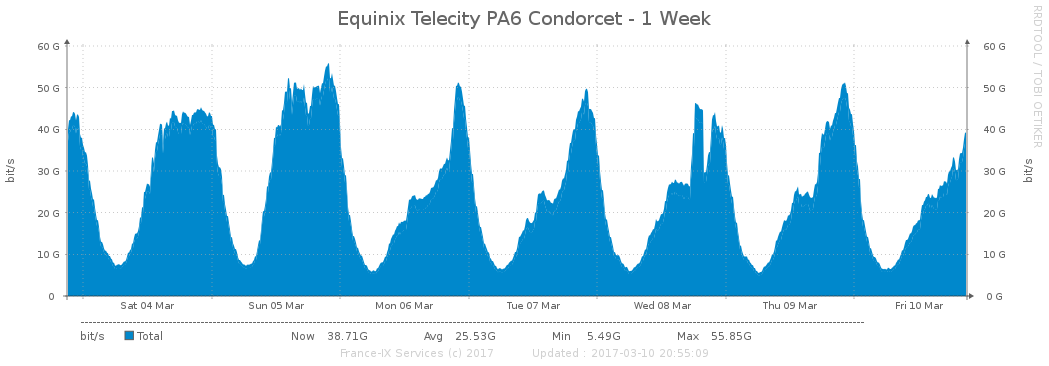 Equinix Telecity PA6 Condorcet - 1 Week
RRDTOOL / TOBI OETIKER
60 G 60 G
50 G 50 G
40 G 40 G
30 G 30 G
20 G 20 G
10 G 10 G
0 0 G
bit/s bit/s
Sat 04 Mar Sun 05 Mar Mon 06 Mar Tue 07 Mar Wed 08 Mar Thu 09 Mar Fri 10 Mar
bit/s Total Now 38.71G Avg 25.53G Min 5.49G Max 55.85G
France-IX Services (c) 2017 Updated : 2017-03-10 20:55:09